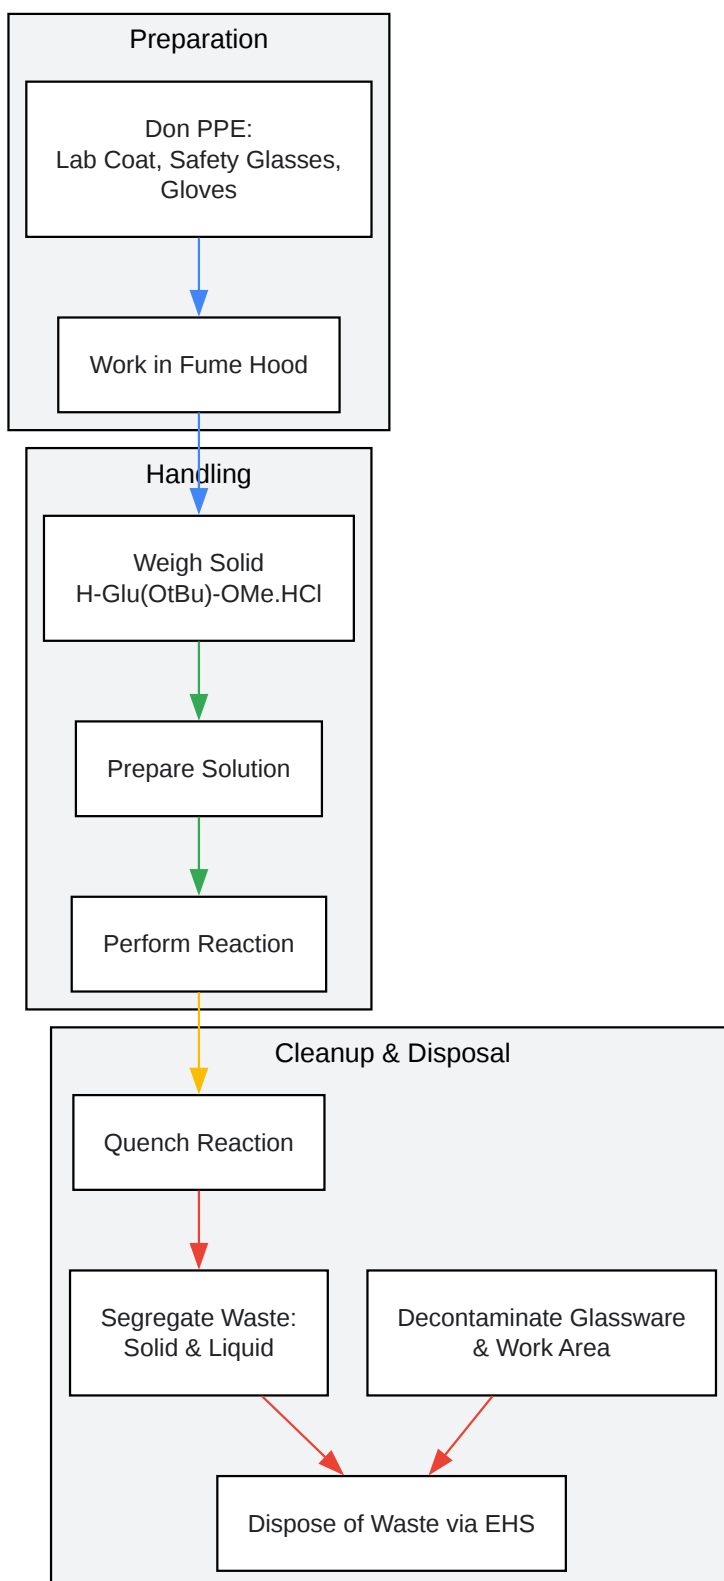 Preparation
Don PPE:
Lab Coat, Safety Glasses,
Gloves
Work in Fume Hood
Handling
Weigh Solid
H-Glu(OtBu)-OMe.HCl
Prepare Solution
Perform Reaction
Cleanup & Disposal
Quench Reaction
Segregate Waste:
Solid & Liquid
Decontaminate Glassware
& Work Area
Dispose of Waste via EHS